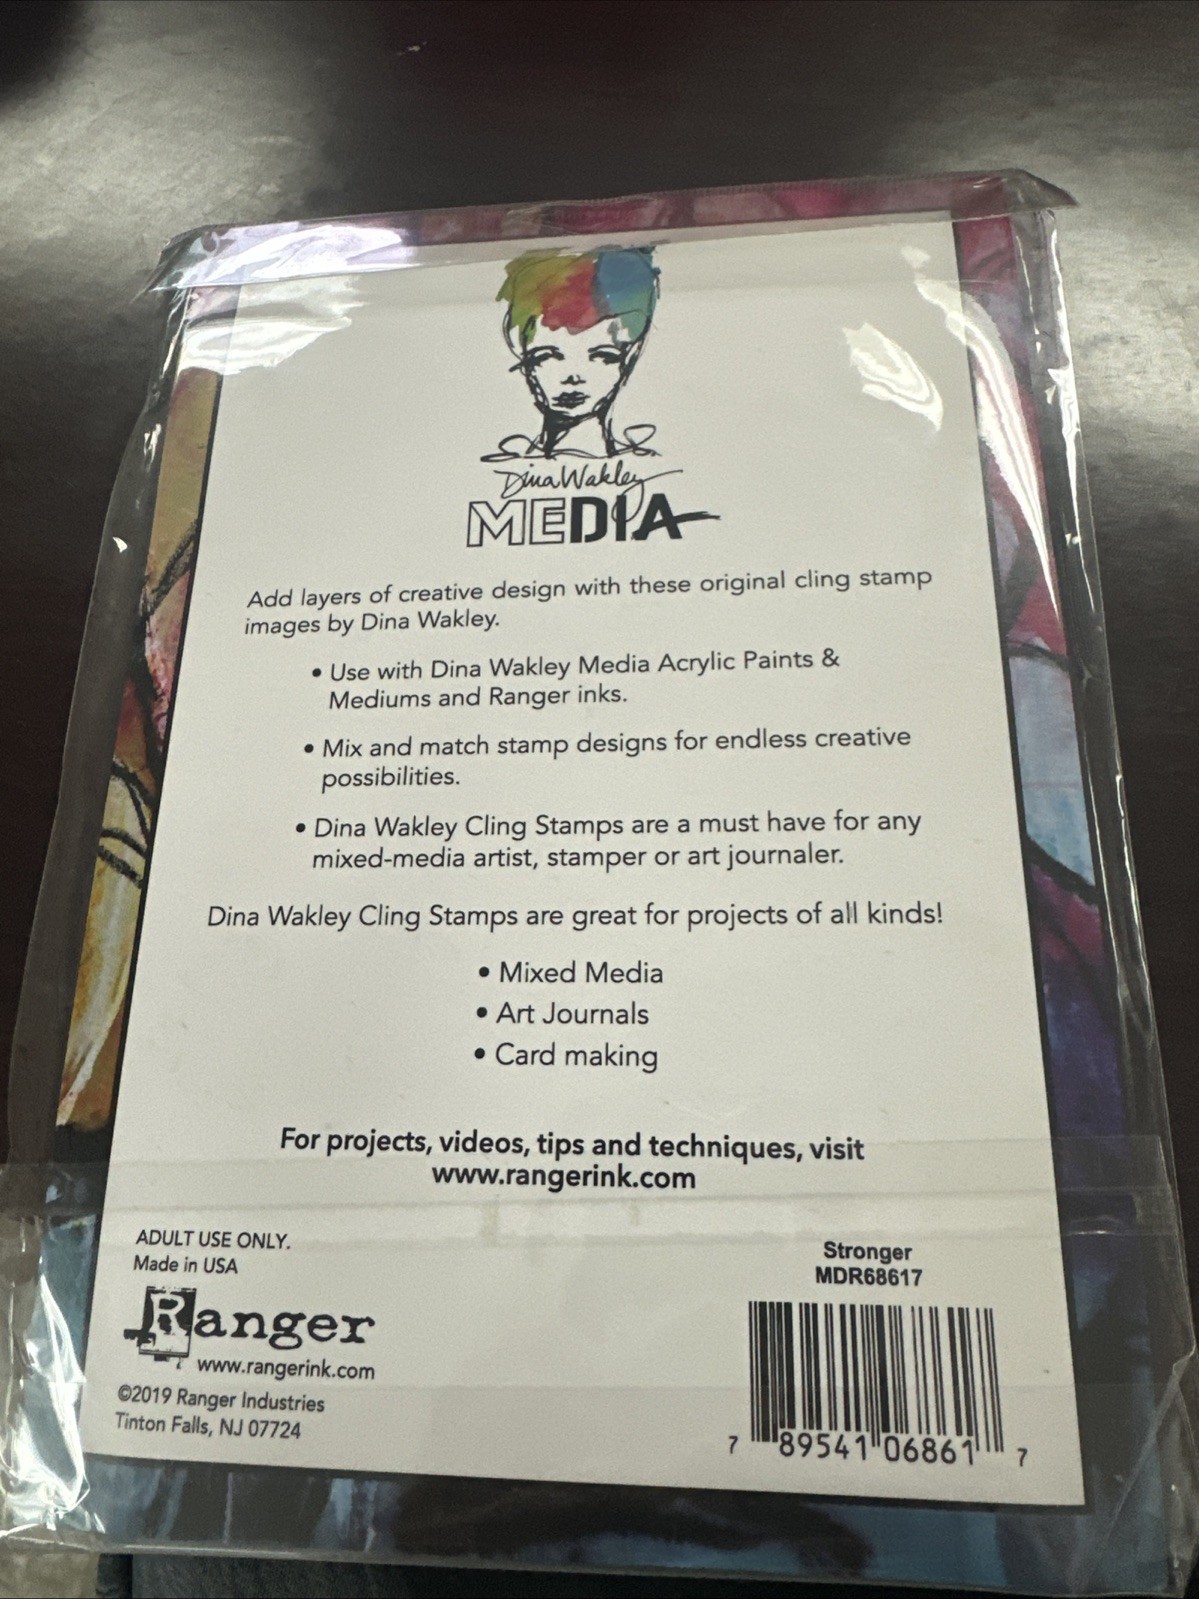 Dina Wakley
MEDIA
Add layers of creative design with these original cling stamp
images by Dina Wakley.
• Use with Dina Wakley Media Acrylic Paints &
Mediums and Ranger inks.
• Mix and match stamp designs for endless creative
possibilities.
• Dina Wakley Cling Stamps are a must have for any
mixed-media artist, stamper or art journaler.
Dina Wakley Cling Stamps are great for projects of all kinds!
• Mixed Media
• Art Journals
• Card making
For projects, videos, tips and techniques, visit
www.rangerink.com
ADULT USE ONLY.
Made in USA
Ranger
www.rangerink.com
©2019 Ranger Industries
Tinton Falls, NJ 07724
Stronger
MDR68617
7 89541 06861 7